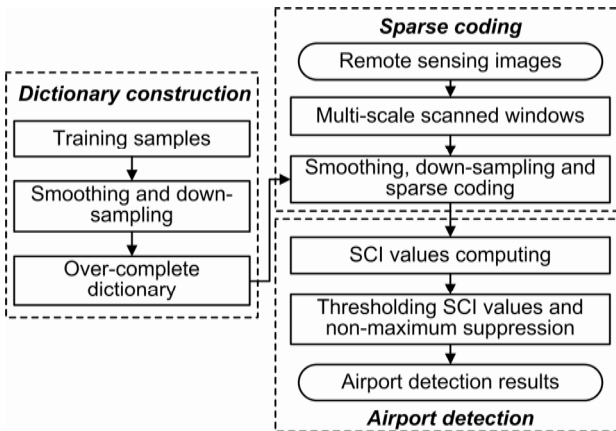 Dictionary construction
Training samples
Smoothing and down-
sampling
Over-complete
dictionary
Sparse coding
Remote sensing images
Multi-scale scanned windows
Smoothing, down-sampling and
sparse coding
SCI values computing
Thresholding SCI values and
non-maximum suppression
Airport detection results
Airport detection